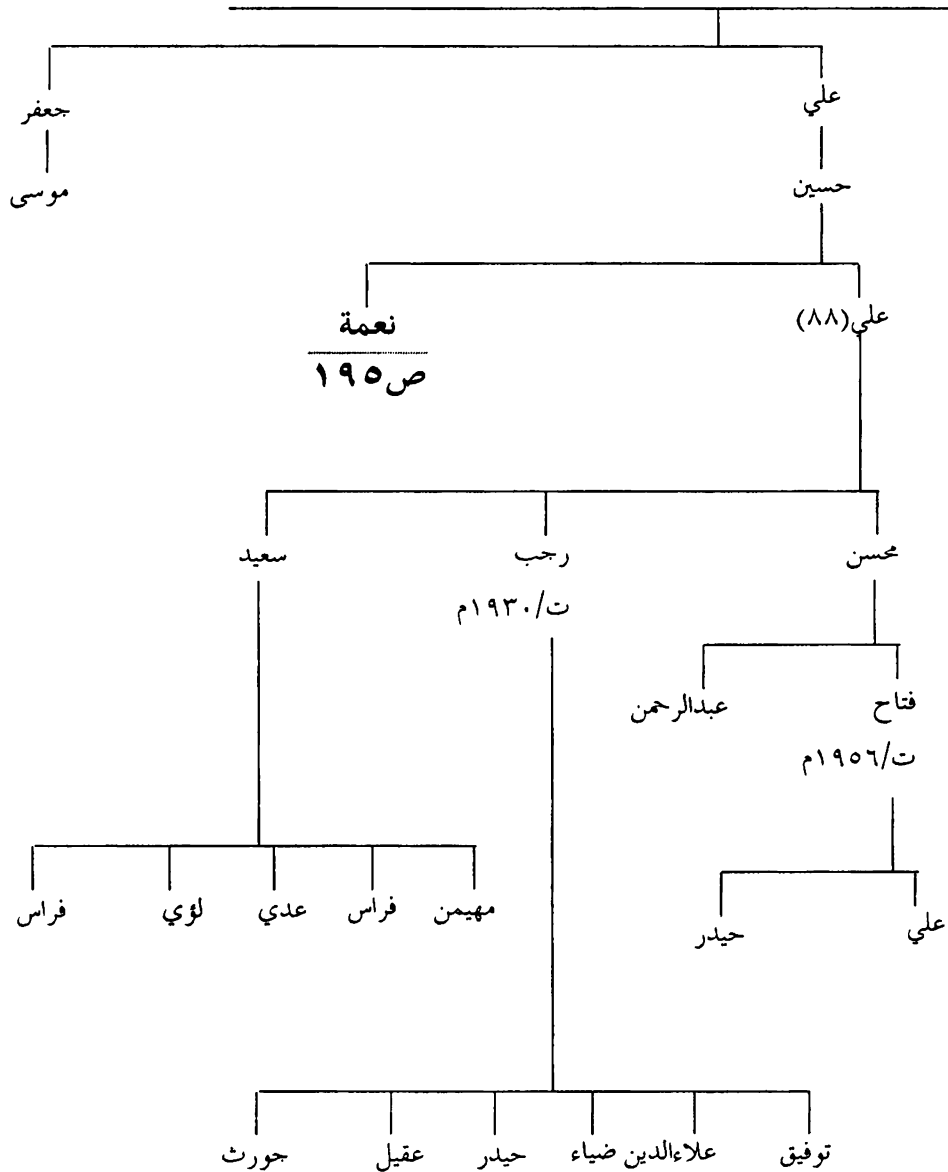 علي جعفر
حسين موسى
علي(٨٨) نعمة
ص١٩٥
محسن رجب سعيد
ت/١٩٣٠م
فتاح عبدالرحمن
ت/١٩٥٦م
مهيمن فراس عدي لؤي فراس
علي حيدر
توفيق علاءالدين ضياء حيدر عقيل جورث